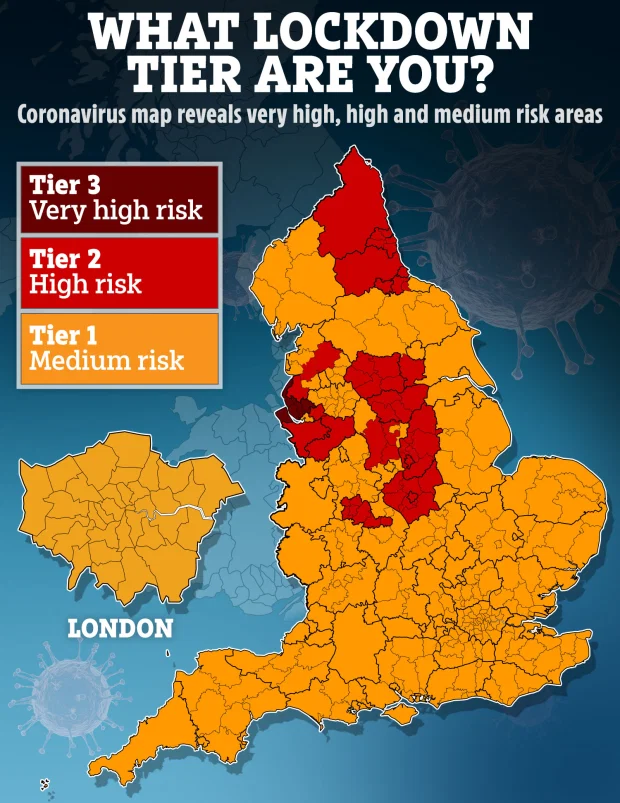 WHAT LOCKDOWN
TIER ARE YOU?
Coronavirus map reveals very high, high and medium risk areas
Tier 3
Very high risk
Tier 2
High risk
Tier 1
Medium risk
LONDON